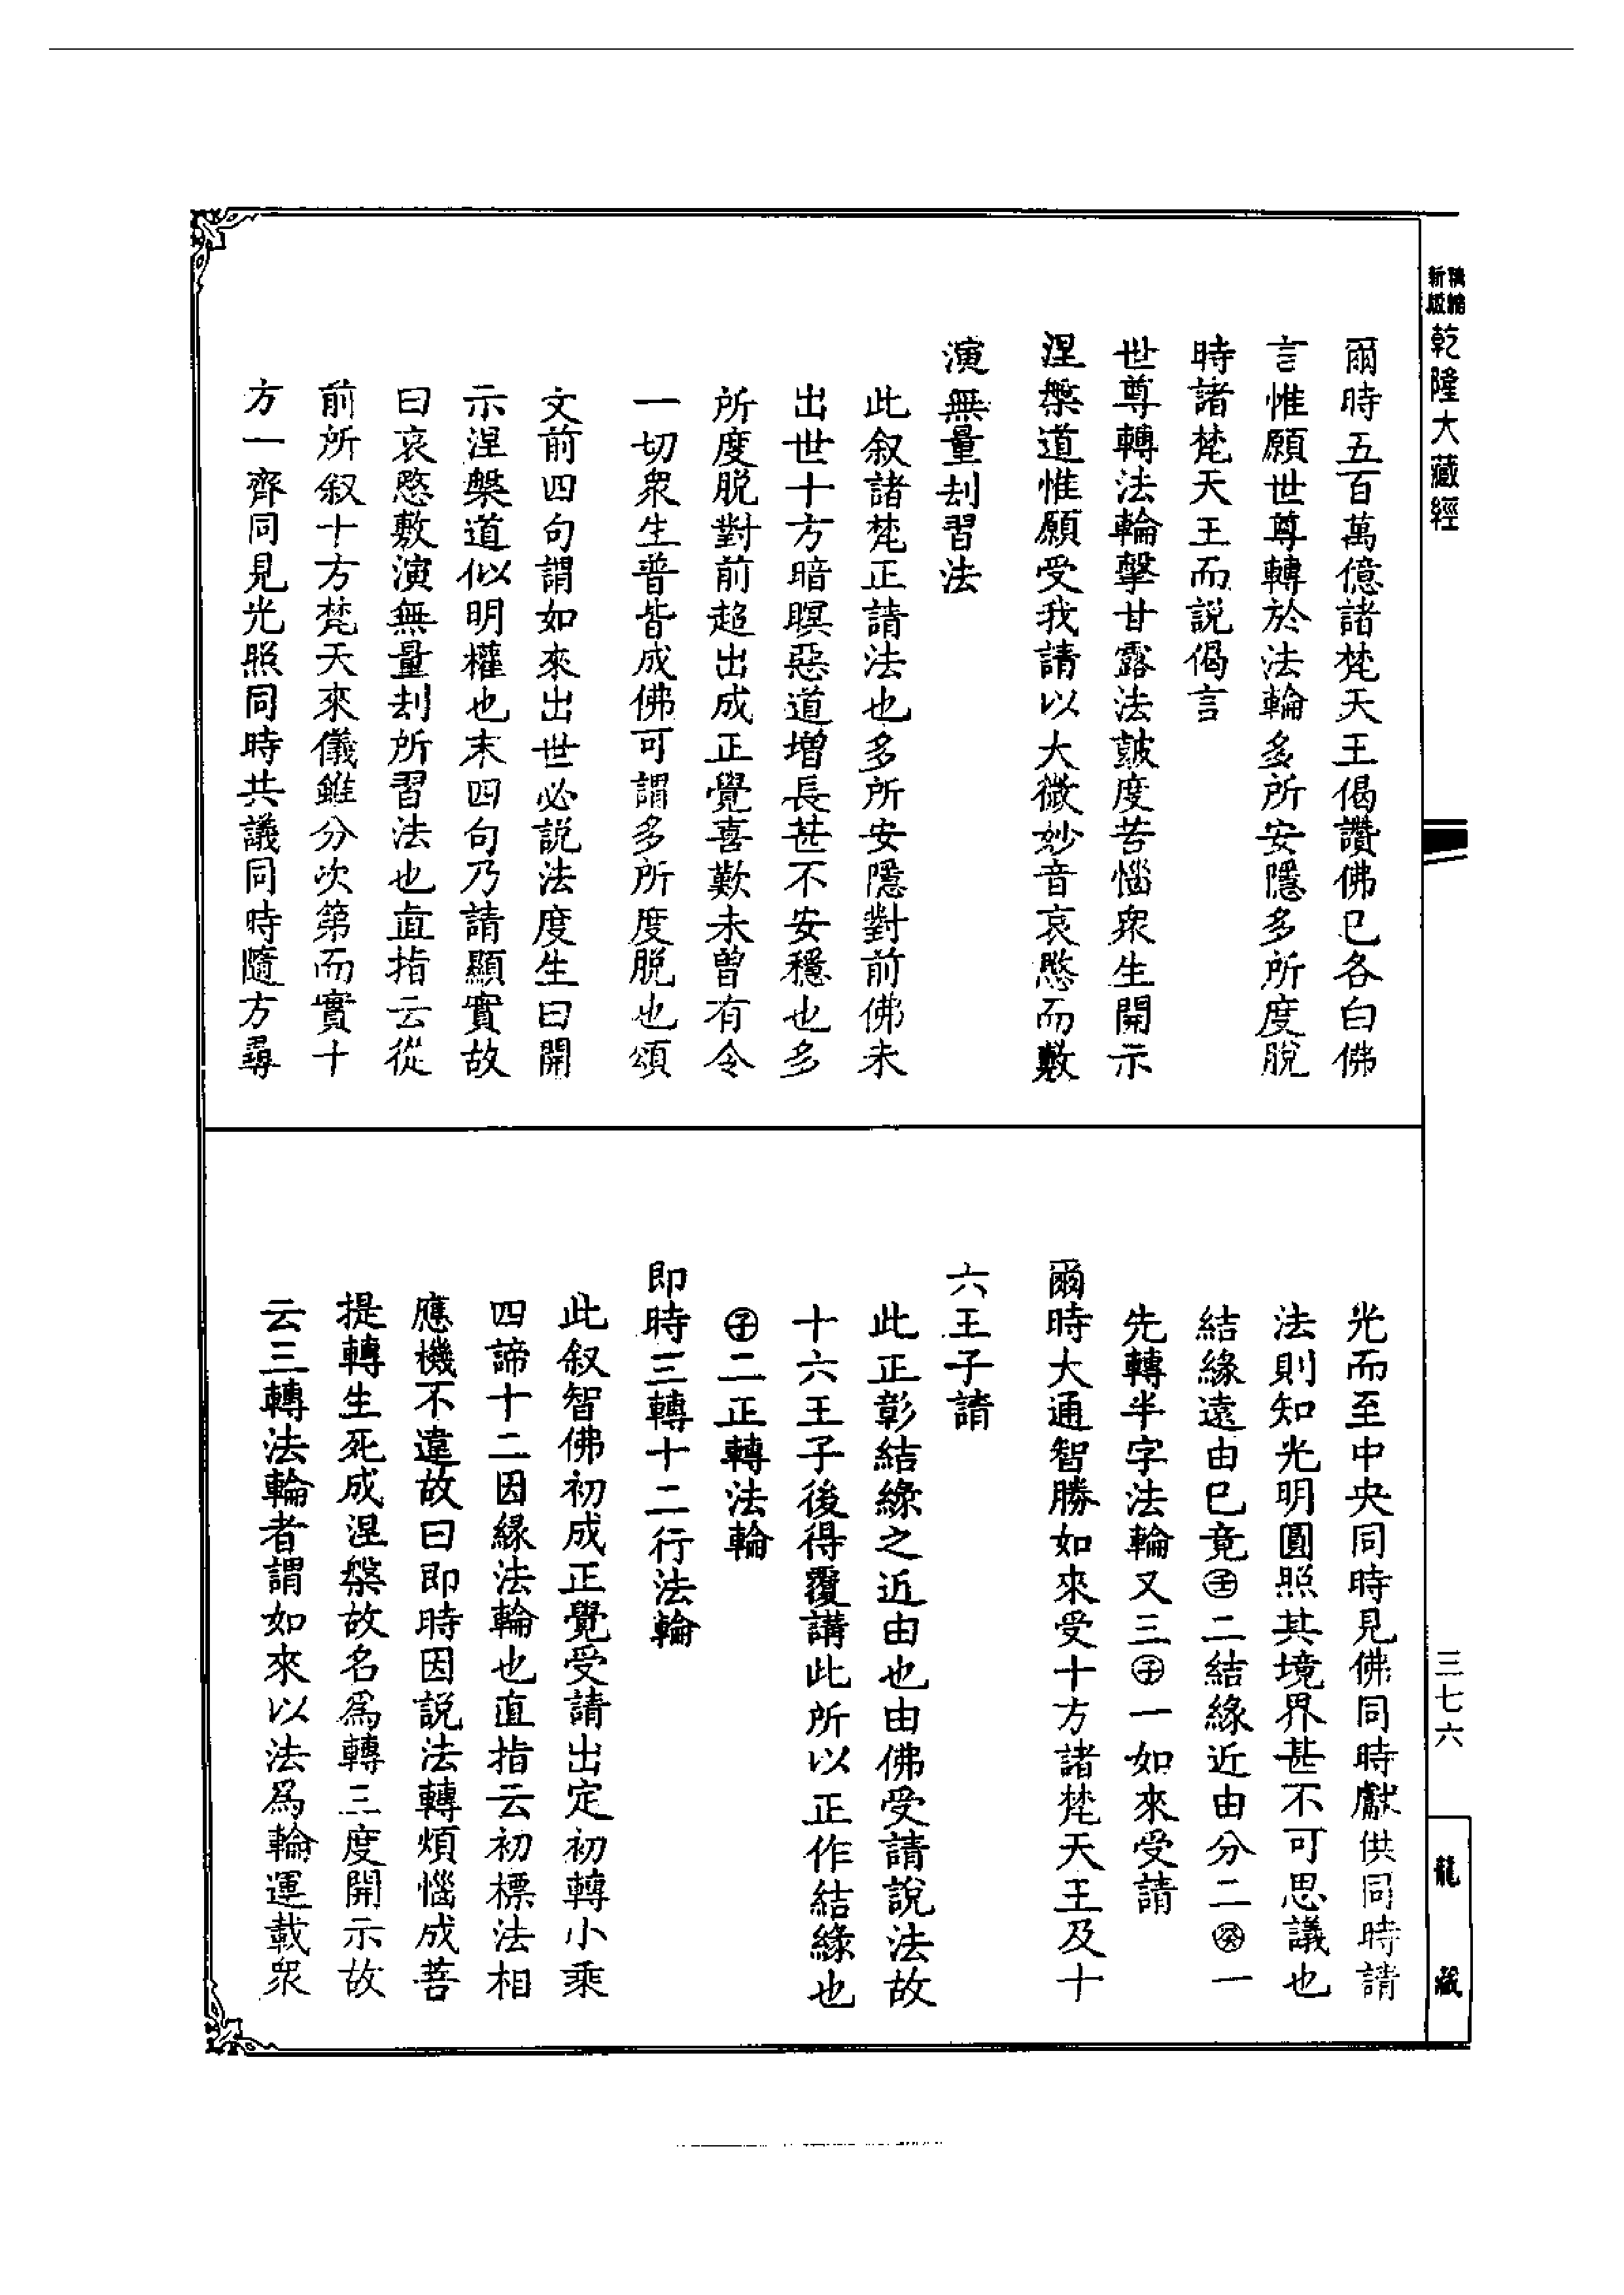 精縮新版乾隆大藏經
爾時五百萬億諸梵天王偈讚佛已各白佛
言惟願世尊轉於法輪多所安隱多所度脫
時諸梵天王而說偈言
世尊轉法輪擊甘露法鼓度苦惱衆生開示
涅槃道惟願受我請以大微妙音哀愍而敷
演無量刦習法
此叙諸梵正請法也多所安隱對前佛未
出世十方暗瞑惡道增長甚不安穩也多
所度脫對前超出成正覺喜歎未曾有令
一切衆生普皆成佛可謂多所度脫也頌
文前四句謂如來出世必説法度生曰開
示涅槃道似明權也末四句乃請顯實故
曰哀愍敷演無量刦所習法也直指云從
前所叙十方梵天來儀雖分次第而實十
方一齊同見光照同時共議同時隨方尋
光而至中央同時見佛同時獻供同時請
法則知光明圓照其境界甚不可思議也
結緣遠由已竟㊛壬二結緣近由分二㊛癸一
先轉半字法輪又三㊛子一如來受請
爾時大通智勝如來受十方諸梵天王及十
六王子請
此正彰結緣之近由也由佛受請說法故
十六王子後得覆講此所以正作結緣也
㊛子二正轉法輪
即時三轉十二行法輪
此叙智佛初成正覺受請出定初轉小乘
四諦十二因緣法輪也直指云初標法相
應機不違故曰即時因説法轉煩惱成菩
提轉生死成涅槃故名爲轉三度開示故
云三轉法輪者謂如來以法爲輪運載衆
三七六
龍藏